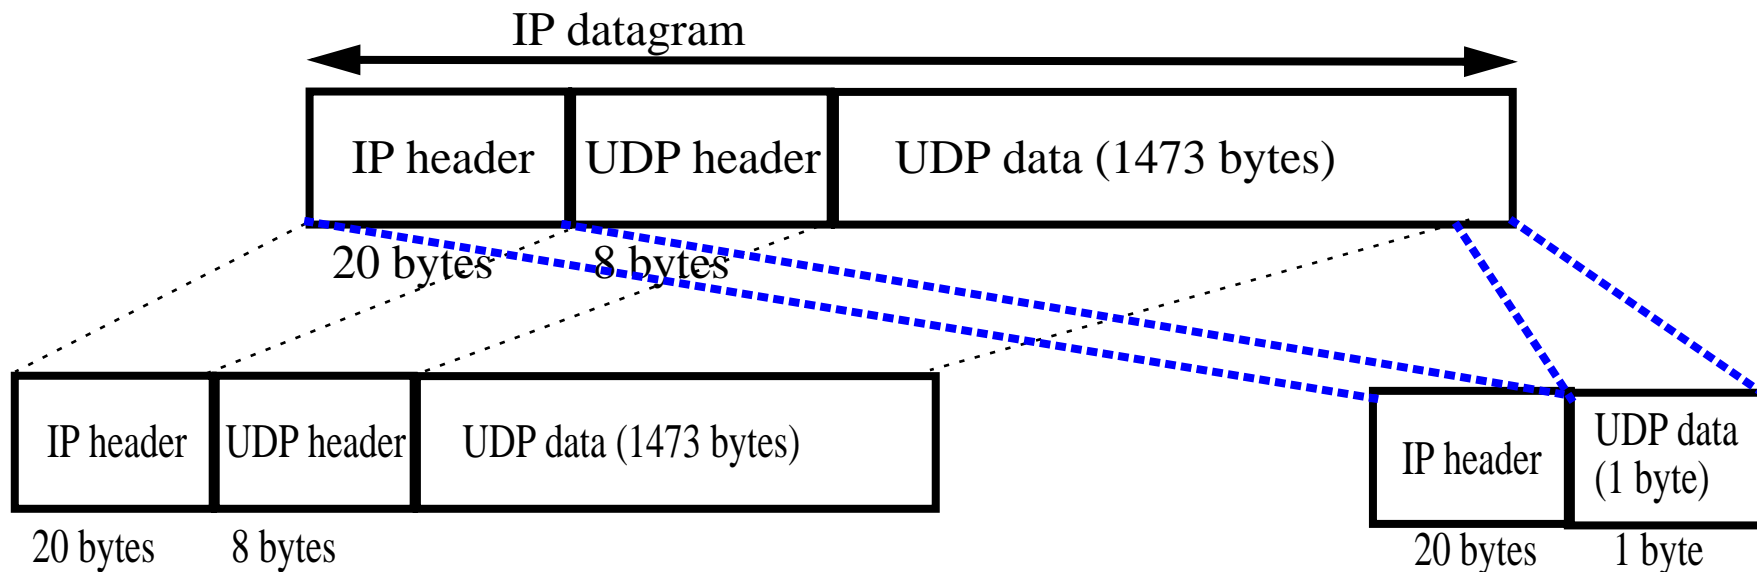 IP datagram
IP header UDP header UDP data (1473 bytes)
20 bytes 8 bytes
IP header UDP header UDP data (1473 bytes)
20 bytes 8 bytes
IP header UDP data
(1 byte)
20 bytes 1 byte